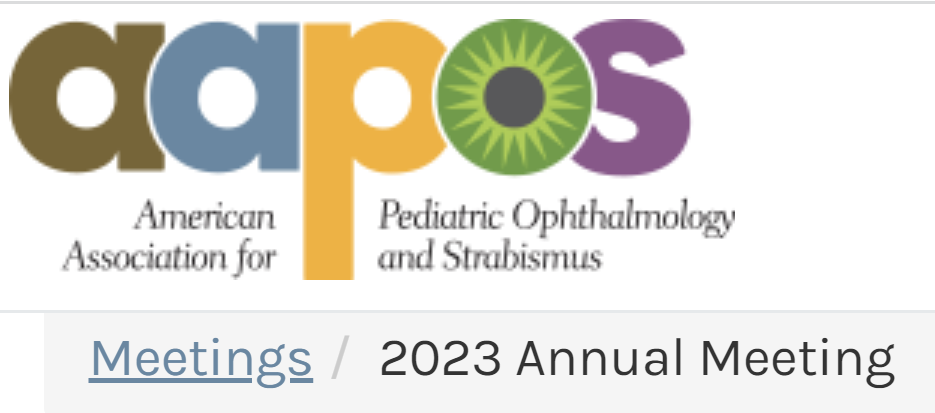 aapos
American
Association for
Pediatric Ophthalmology
and Strabismus
Meetings / 2023 Annual Meeting